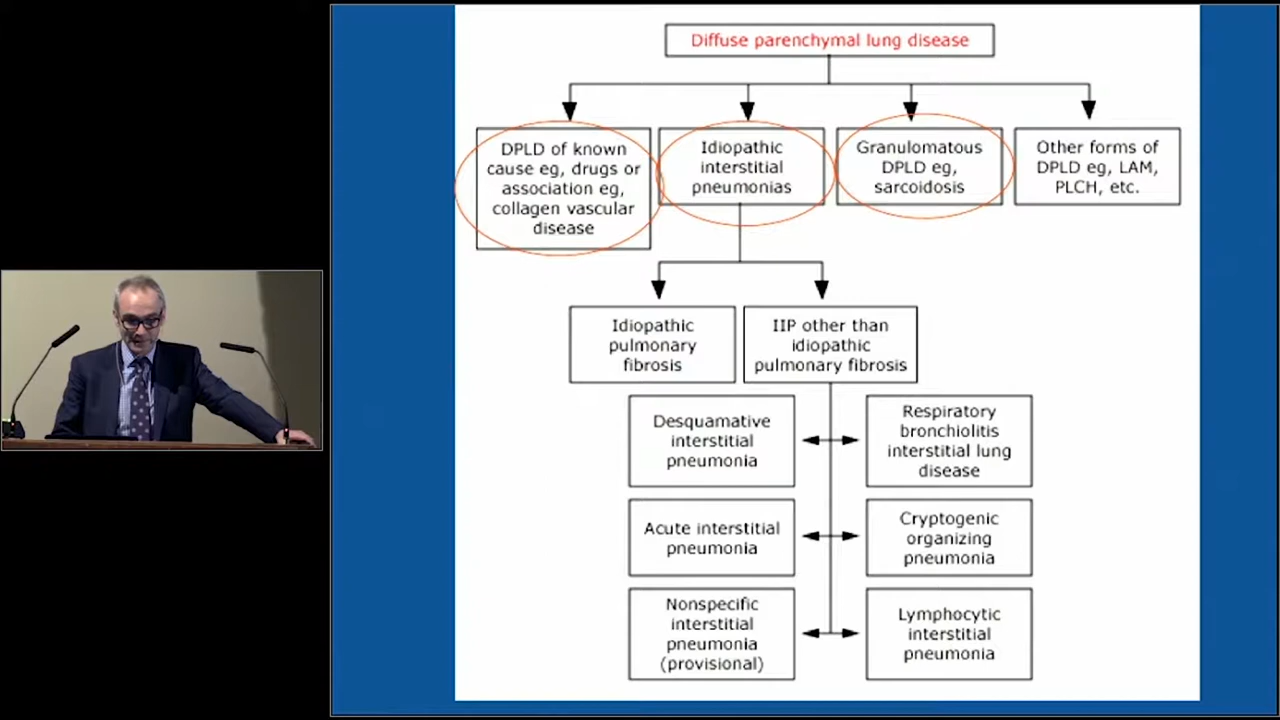 Diffuse parenchymal lung disease
DPLD of known
cause eg, drugs or
association eg,
collagen vascular
disease
Idiopathic
interstitial
pneumonias
Granulomatous
DPLD eg,
sarcoidosis
Other forms of
DPLD eg, LAM,
PLCH, etc.
Idiopathic
pulmonary
fibrosis
IIP other than
idiopathic
pulmonary fibrosis
Desquamative
interstitial
pneumonia
Respiratory
bronchiolitis
interstitial lung
disease
Acute interstitial
pneumonia
Cryptogenic
organizing
pneumonia
Nonspecific
interstitial
pneumonia
(provisional)
Lymphocytic
interstitial
pneumonia